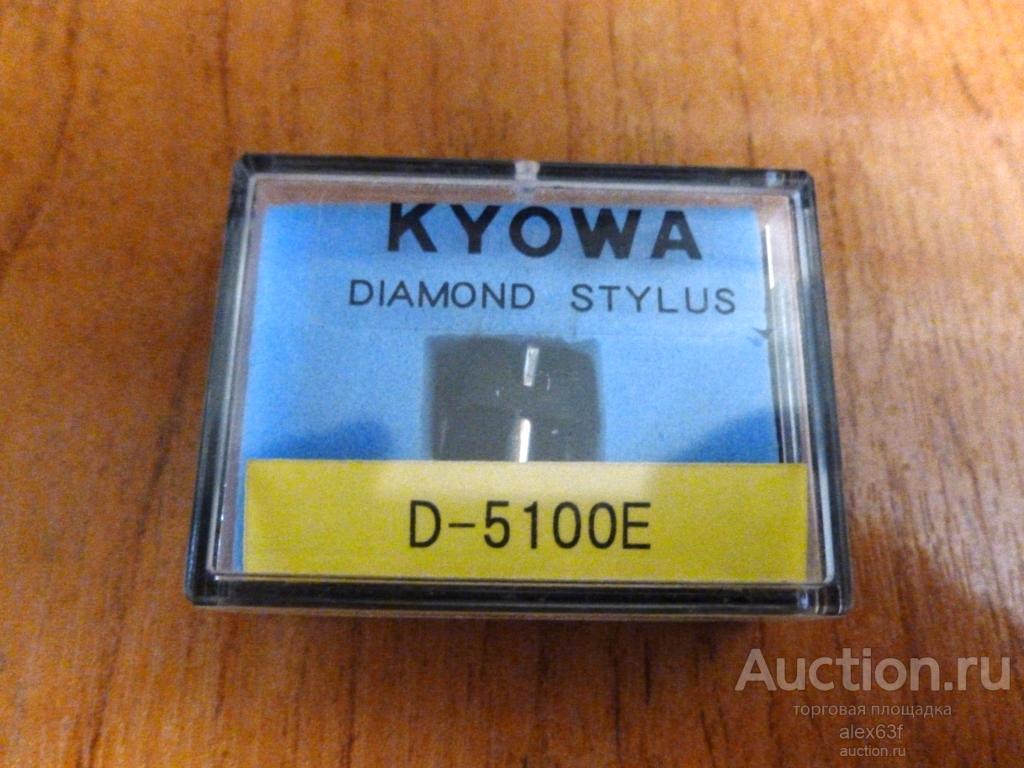 KYOWA
DIAMOND STYLUS
D-5100E
Auction.ru
торговая площадка
alex63f
auction.ru